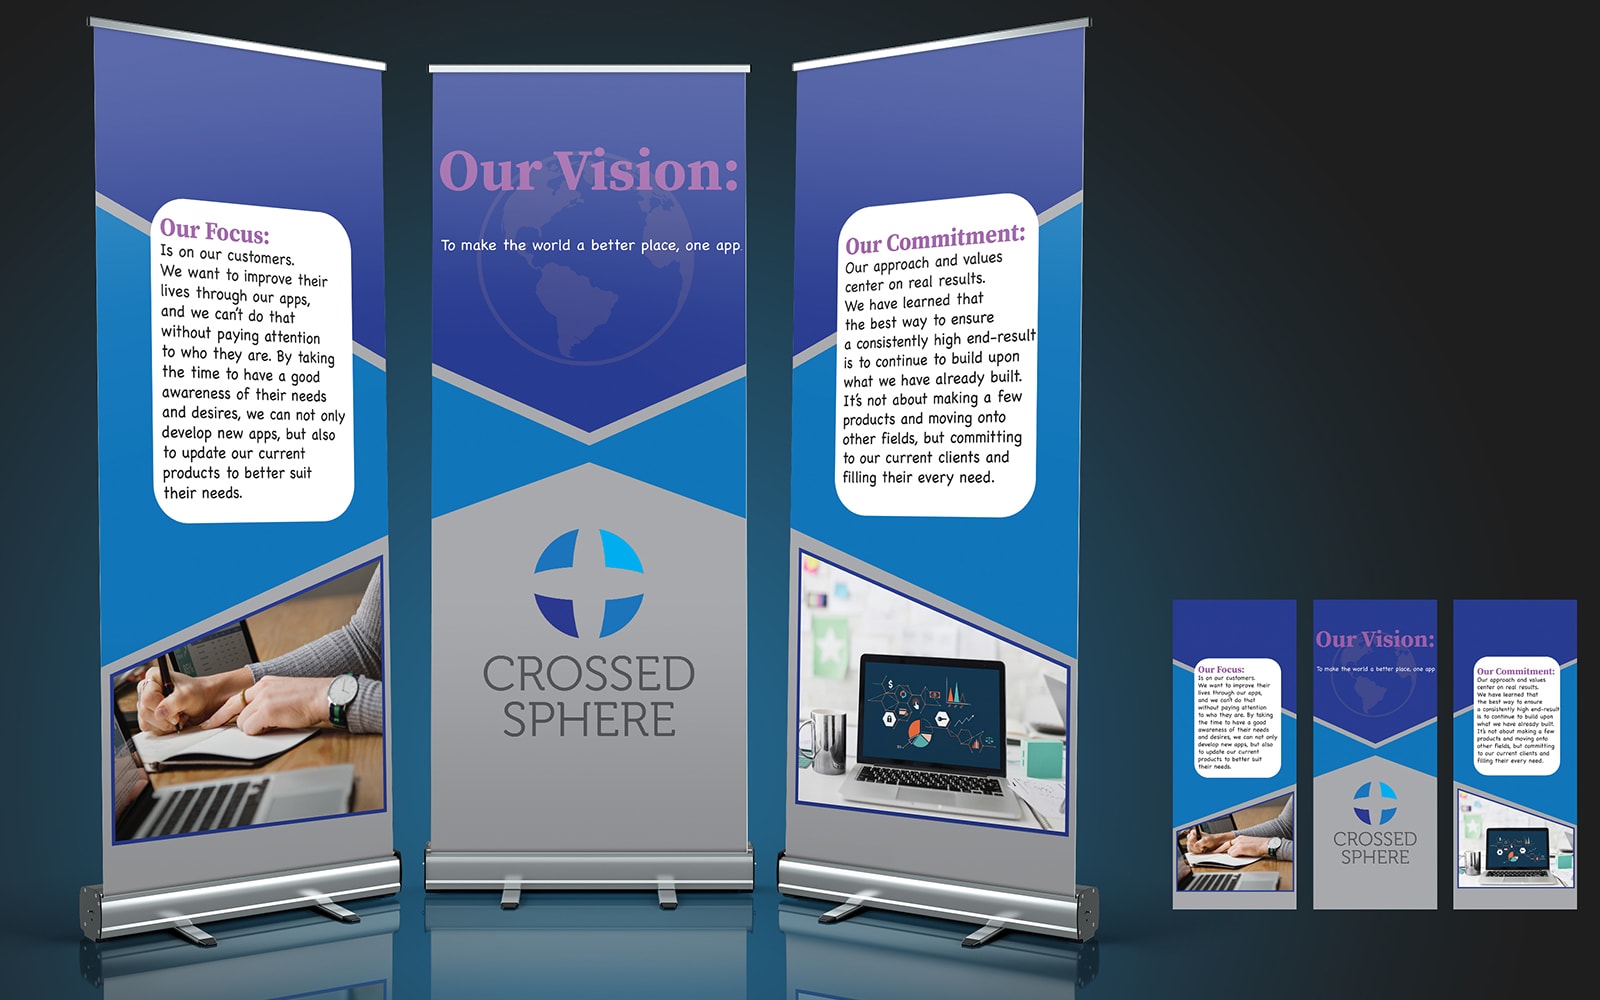 Our Focus:
Is on our customers.
We want to improve their
lives through our apps,
and we can't do that
without paying attention
to who they are. By taking
the time to have a good
awareness of their needs
and desires, we can not only
develop new apps, but also
to update our current
products to better suit
their needs.
Our Vision:
To make the world a better place, one app
CROSSED
SPHERE
Our Commitment:
Our approach and values
center on real results.
We have learned that
the best way to ensure
a consistently high end-result
is to continue to build upon
what we have already built.
It's not about making a few
products and moving onto
other fields, but committing
to our current clients and
filling their every need.
Our Focus:
Is on our customers.
We want to improve their
lives through our apps,
and we can't do that
without paying attention
to who they are. By taking
the time to have a good
awareness of their needs
and desires, we can not only
develop new apps, but also
to update our current
products to better suit
their needs.
Our Vision:
To make the world a better place, one app
CROSSED
SPHERE
Our Commitment:
Our approach and values
center on real results.
We have learned that
the best way to ensure
a consistently high end-result
is to continue to build upon
what we have already built.
It's not about making a few
products and moving onto
other fields, but committing
to our current clients and
filling their every need.